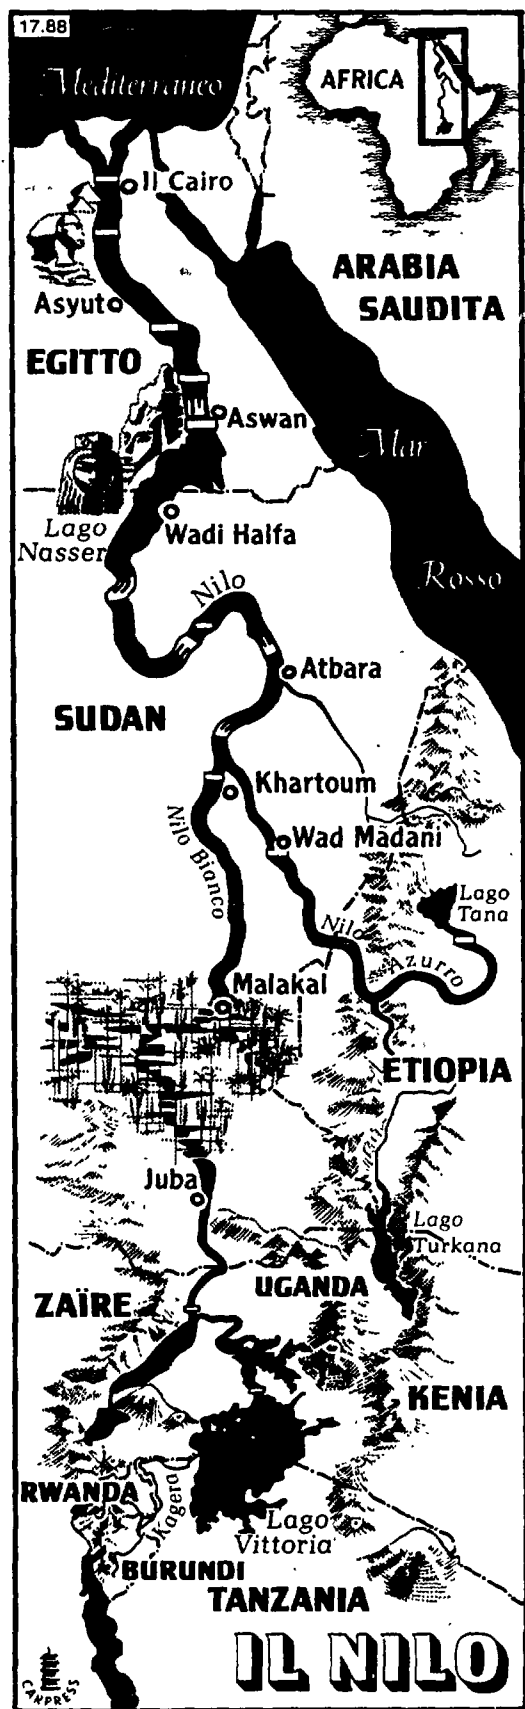 17.88
Mediterraneo
AFRICA
Il Cairo
ARABIA
SAUDITA
Asyut
EGITTO
Aswan
Mar
Lago
Nasser
Wadi Halfa
Nilo
Rosso
Atbara
SUDAN
Khartoum
Nilo Bianco
Wad Madani
Lago
Tana
Nilo
Azzurro
Malakal
ETIOPIA
Juba
Lago
Turkana
UGANDA
ZAÏRE
KENIA
RWANDA
Kagera
Lago
Vittoria
BURUNDI
TANZANIA
IL NILO
CANPRESS